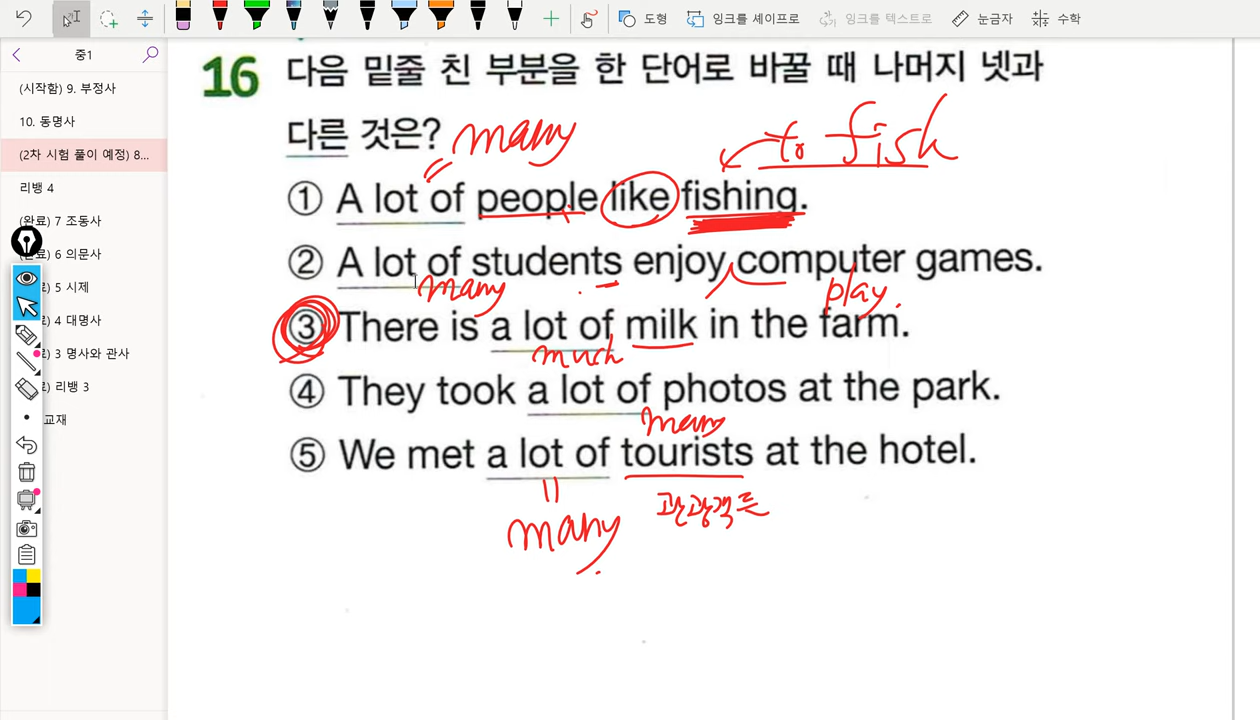 도형
잉크를 셰이프로
잉크를 텍스트로
눈금자
수학
중1
(시작함) 9. 부정사
10. 동명사
(2차 시험 풀이 예정) 8...
리뱅 4
(완료) 7 조동사
6 의문사
) 5 시제
) 4 대명사
) 3 명사와 관사
) 리뱅 3
교재
16 다음 밑줄 친 부분을 한 단어로 바꿀 때 나머지 넷과
다른 것은?
many
to fish
① A lot of people like fishing.
② A lot of students enjoy computer games.
many
play.
③ There is a lot of milk in the farm.
much
④ They took a lot of photos at the park.
many
⑤ We met a lot of tourists at the hotel.
many
관광객들